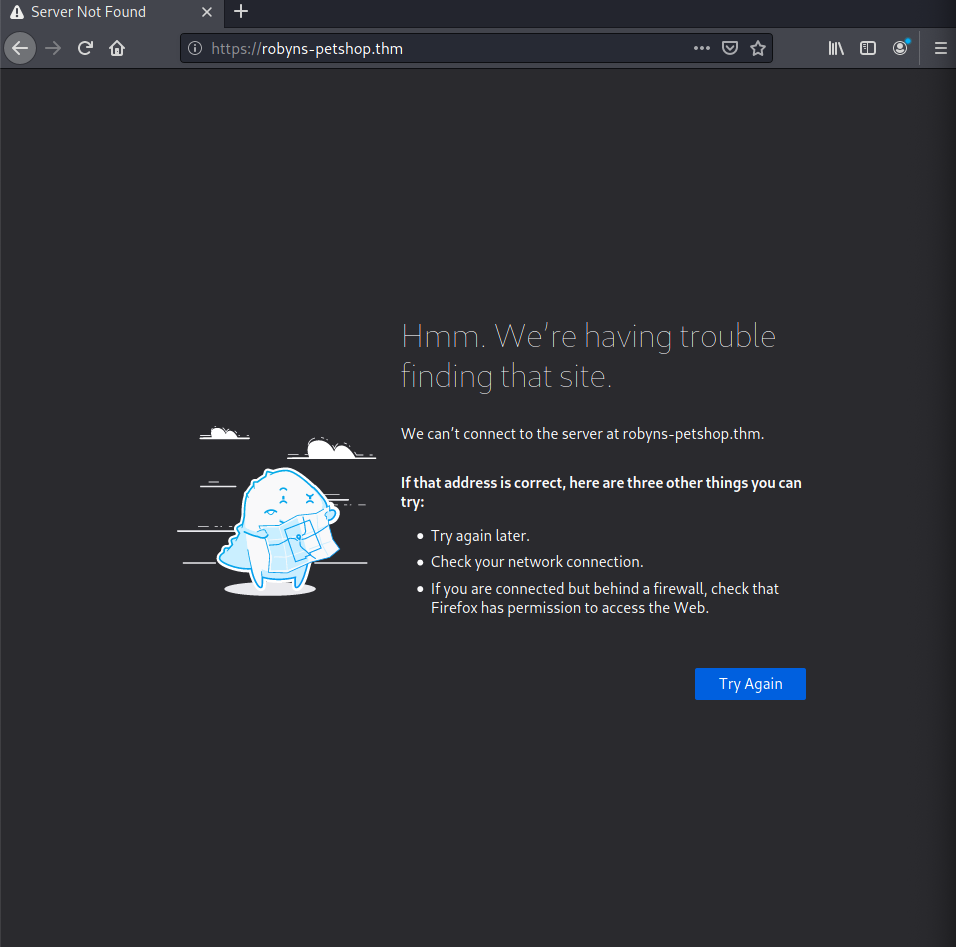 Server Not Found
https://robyns-petshop.thm
Hmm. We’re having trouble
finding that site.
We can’t connect to the server at robyns-petshop.thm.
If that address is correct, here are three other things you can
try:
Try again later.
Check your network connection.
If you are connected but behind a firewall, check that
Firefox has permission to access the Web.
Try Again